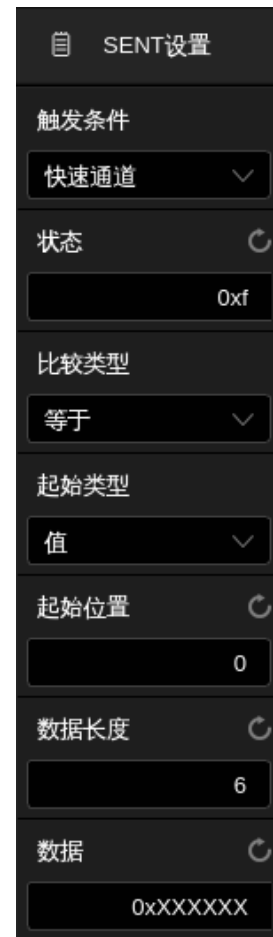 SENT设置
触发条件
快速通道
状态
0xf
比较类型
等于
起始类型
值
起始位置
0
数据长度
6
数据
0xXXXXXX